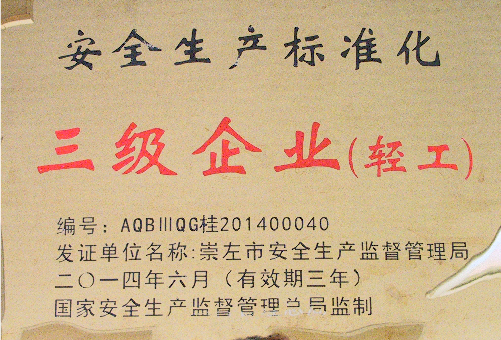 安全生产标准化
三级企业(轻工)
编号: AQBⅢQG桂201400040
发证单位名称:崇左市安全生产监督管理局
二〇一四年六月(有效期三年)
国家安全生产监督管理总局监制